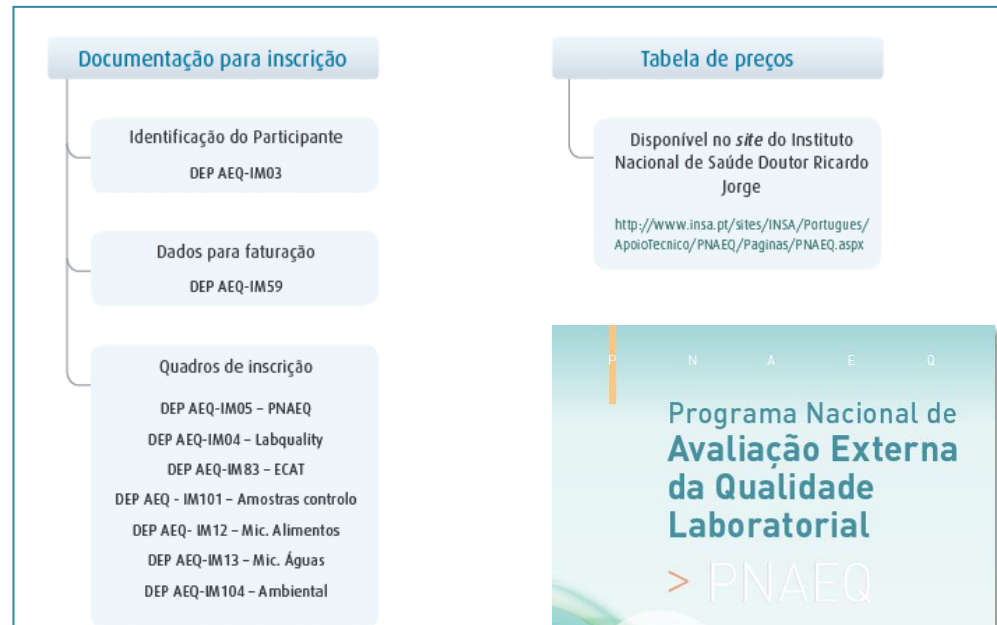 Documentação para inscrição
Identificação do Participante
DEP AEQ-IM03
Dados para faturação
DEP AEQ-IM59
Quadros de inscrição
DEP AEQ-IM05 – PNAEQ
DEP AEQ-IM04 – Labquality
DEP AEQ-IM83 – ECAT
DEP AEQ - IM101 – Amostras controlo
DEP AEQ- IM12 – Mic. Alimentos
DEP AEQ-IM13 – Mic. Águas
DEP AEQ-IM104 – Ambiental
Tabela de preços
Disponível no site do Instituto
Nacional de Saúde Doutor Ricardo
Jorge
http://www.insa.pt/sites/INSA/Portugues/
ApoioTecnico/PNAEQ/Paginas/PNAEQ.aspx
P N A E Q
Programa Nacional de
Avaliação Externa
da Qualidade
Laboratorial
> PNAEQ